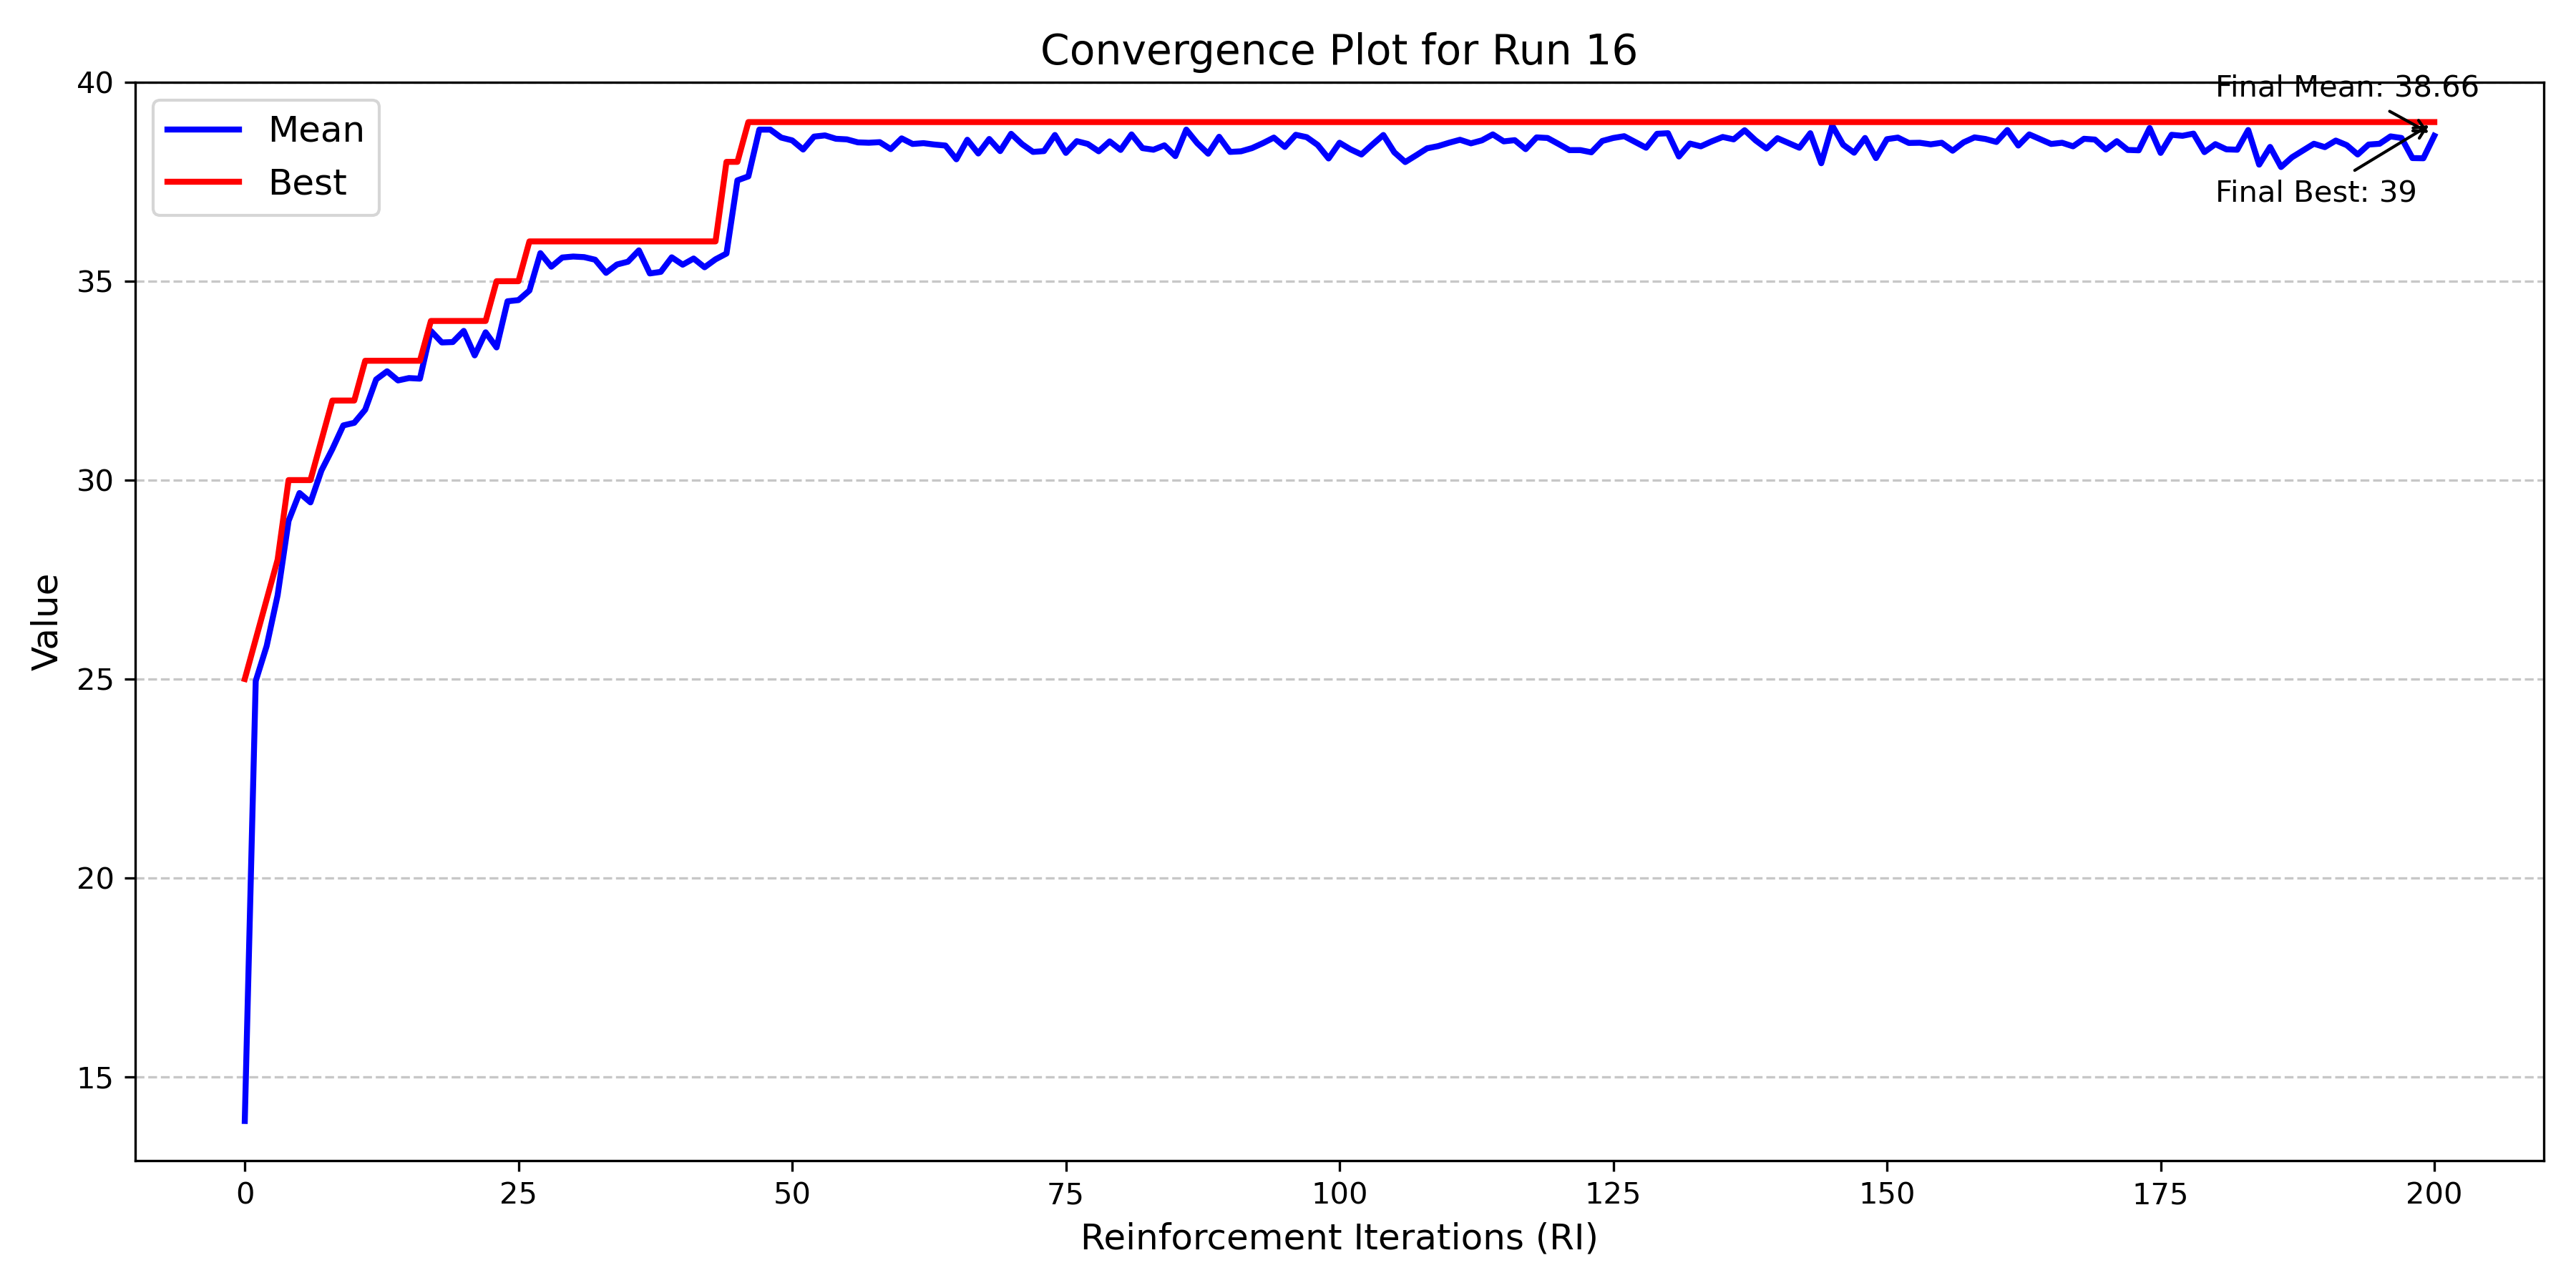 Convergence Plot for Run 16
Mean
Best
Final Mean: 38.66
Final Best: 39
Value
40
35
30
25
20
15
0 25 50 75 100 125 150 175 200
Reinforcement Iterations (RI)